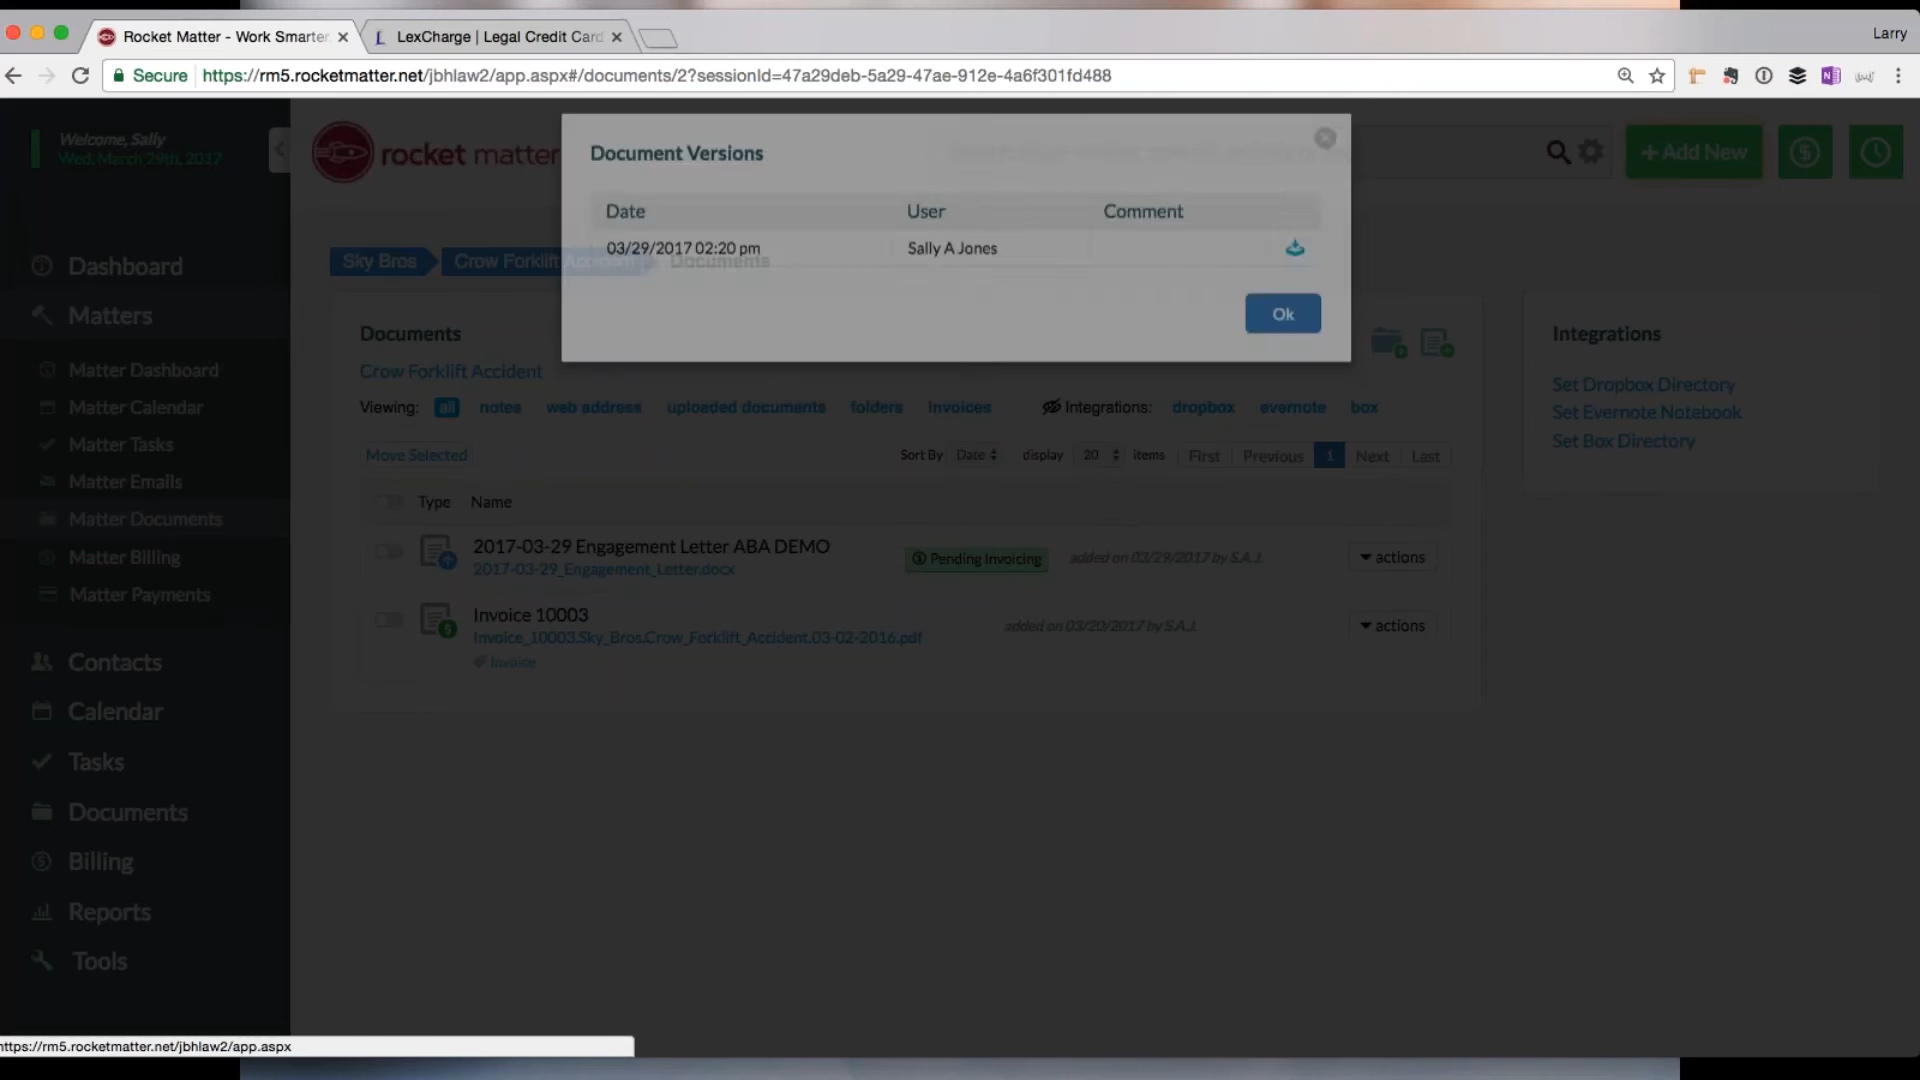 Rocket Matter - Work Smarter
LexCharge | Legal Credit Card
Larry
Secure https://rm5.rocketmatter.net/jbhlaw2/app.aspx#/documents/2?sessionId=47a29deb-5a29-47ae-912e-4a6f301fd488
Welcome, Sally
Wed, March 29th, 2017
rocket matter
+ Add New
Document Versions
Date User Comment
03/29/2017 02:20 pm Sally A Jones
Ok
Sky Bros Crow Forklift Accident Documents
Dashboard
Matters
Matter Dashboard
Matter Calendar
Matter Tasks
Matter Emails
Matter Documents
Matter Billing
Matter Payments
Contacts
Calendar
Tasks
Documents
Billing
Reports
Tools
Documents
Crow Forklift Accident
Viewing: all notes web address uploaded documents folders invoices Integrations: dropbox evernote box
Move Selected Sort By Date display 20 items First Previous 1 Next Last
Type Name
2017-03-29 Engagement Letter ABA DEMO
2017-03-29_Engagement_Letter.docx
Pending Invoicing
added on 03/29/2017 by S.A.J.
actions
Invoice 10003
Invoice_10003.Sky_Bros.Crow_Forklift_Accident.03-02-2016.pdf
Invoice
added on 03/20/2017 by S.A.J.
actions
Integrations
Set Dropbox Directory
Set Evernote Notebook
Set Box Directory
https://rm5.rocketmatter.net/jbhlaw2/app.aspx